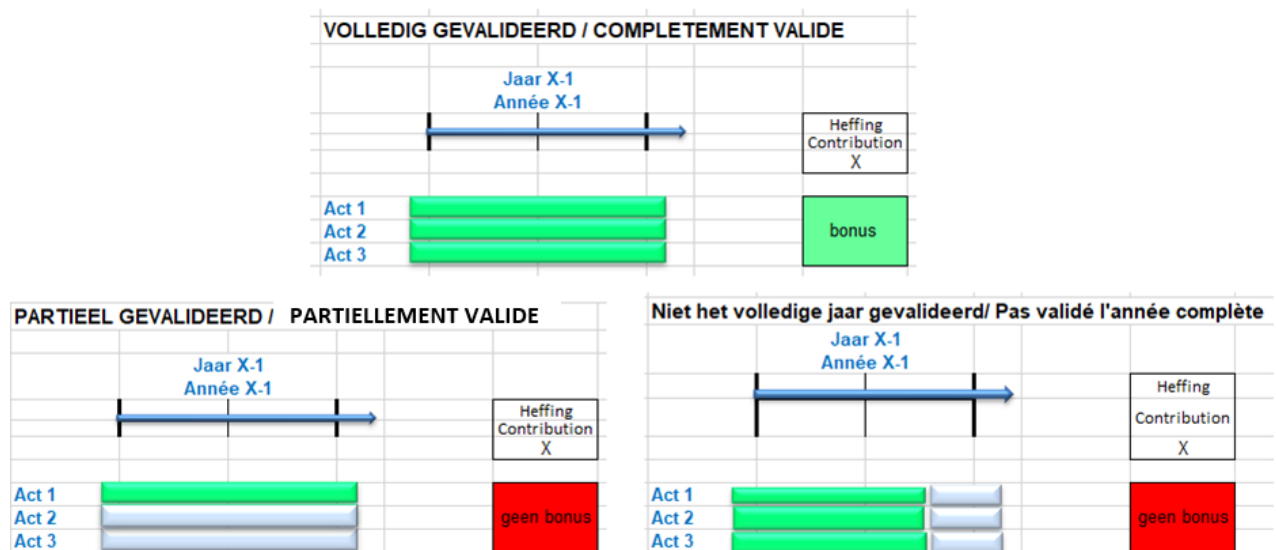 VOLLEDIG GEVALIDEERD / COMPLETEMENT VALIDE
Jaar X-1
Année X-1
Heffing
Contribution
X
Act 1
Act 2
Act 3
bonus
PARTIEEL GEVALIDEERD / PARTIELLEMENT VALIDE
Jaar X-1
Année X-1
Heffing
Contribution
X
Act 1
Act 2
Act 3
geen bonus
Niet het volledige jaar gevalideerd/ Pas validé l'année complète
Jaar X-1
Année X-1
Heffing
Contribution
X
Act 1
Act 2
Act 3
geen bonus